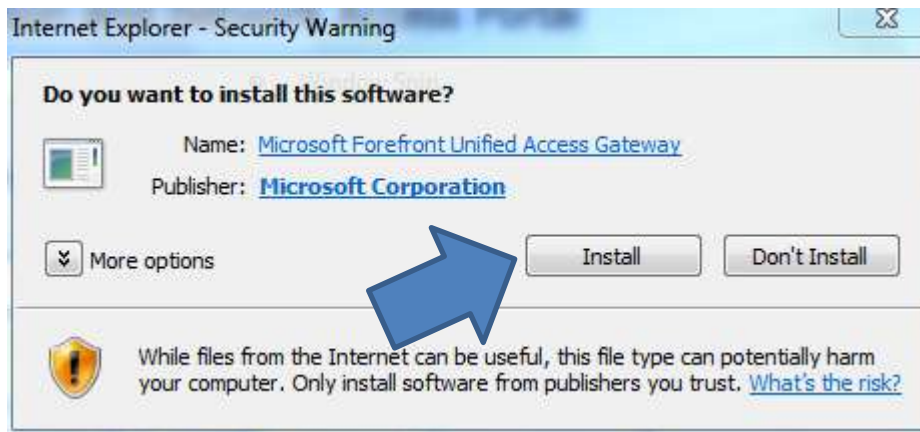 Internet Explorer - Security Warning
Do you want to install this software?
Name: Microsoft Forefront Unified Access Gateway
Publisher: Microsoft Corporation
More options
Install
Don't Install
While files from the Internet can be useful, this file type can potentially harm
your computer. Only install software from publishers you trust. What's the risk?